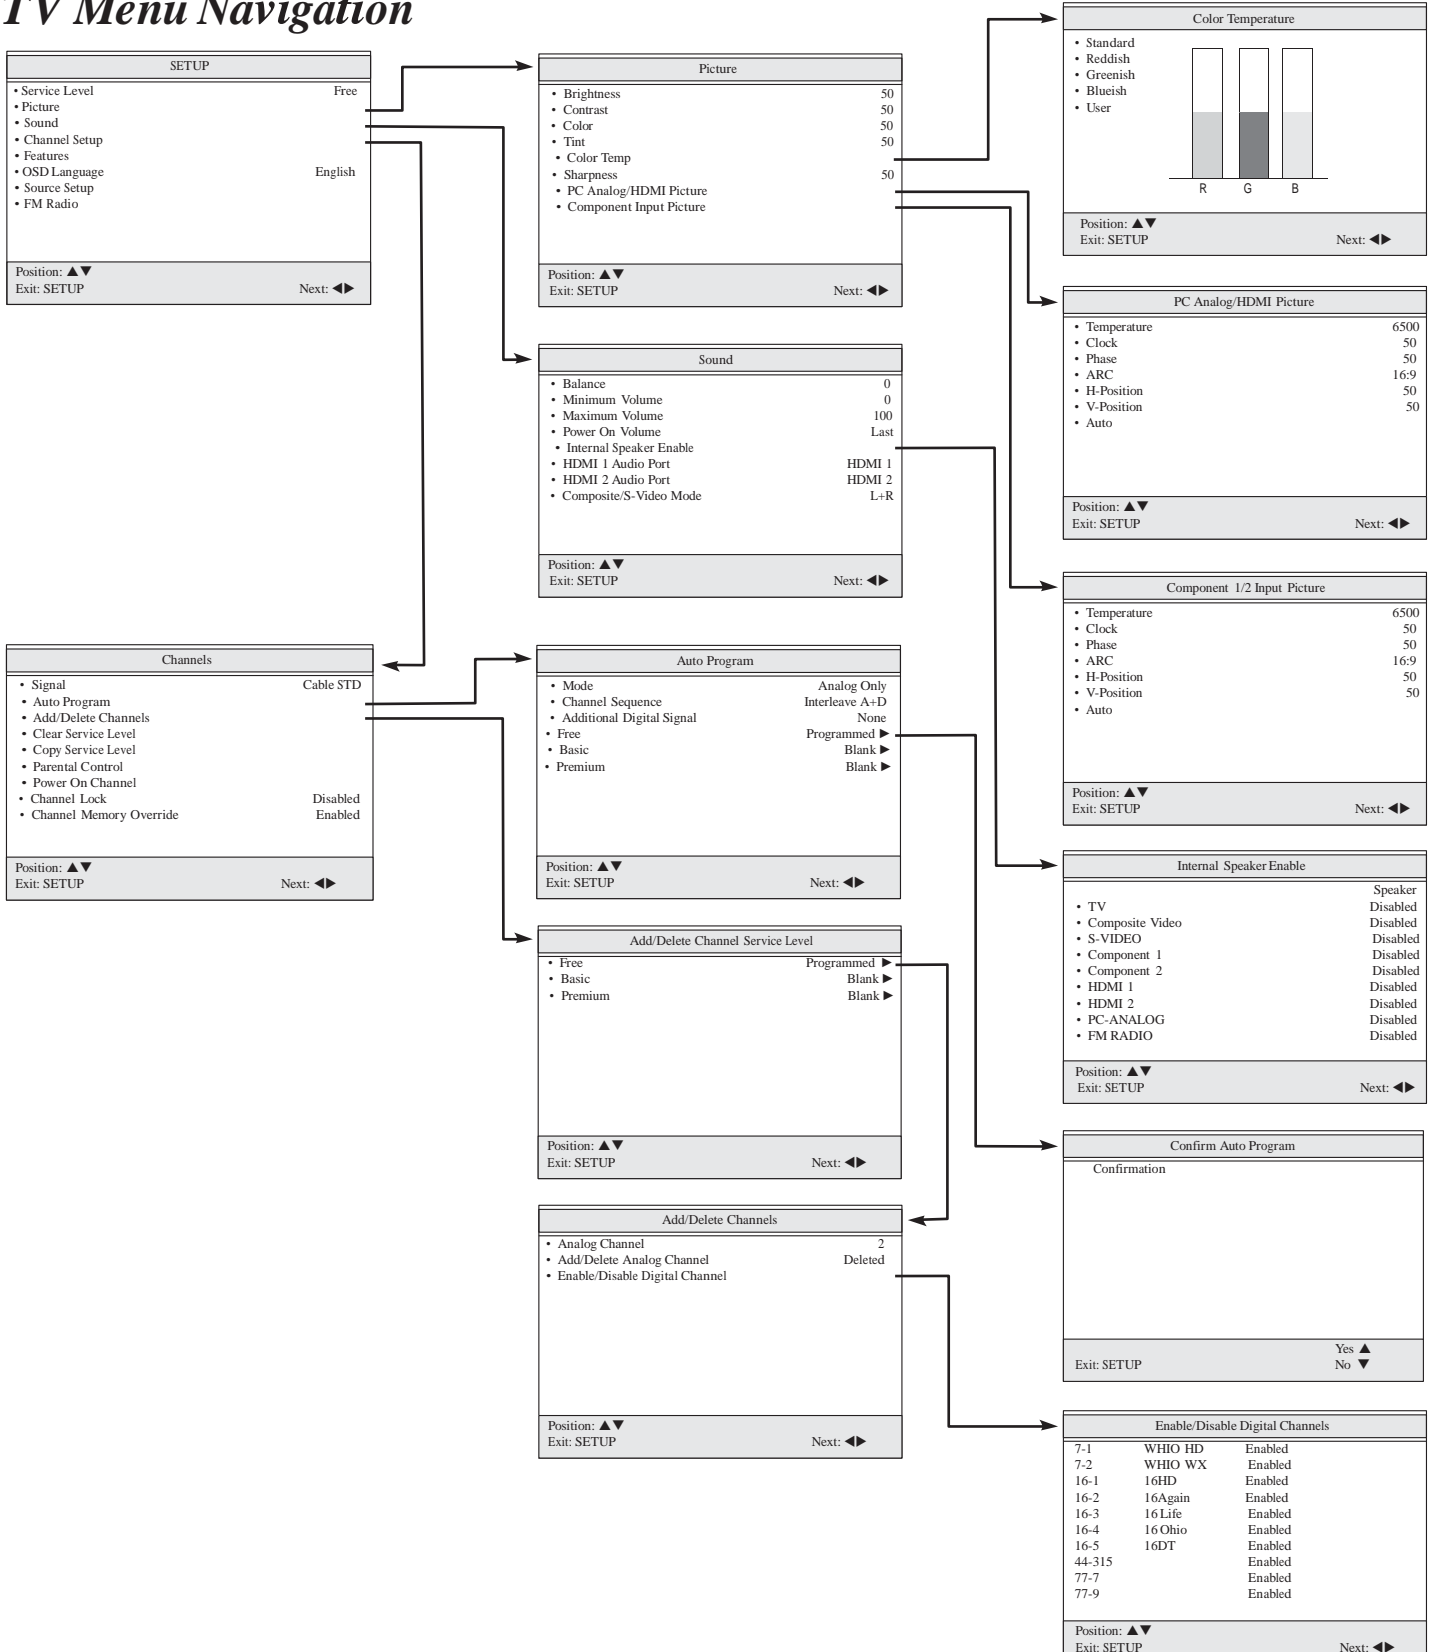 TV Menu Navigation
SETUP
• Service Level Free
• Picture
• Sound
• Channel Setup
• Features
• OSD Language English
• Source Setup
• FM Radio
Position: ▲▼
Exit: SETUP Next: ◀▶
Picture
• Brightness 50
• Contrast 50
• Color 50
• Tint 50
• Color Temp
• Sharpness 50
• PC Analog/HDMI Picture
• Component Input Picture
Position: ▲▼
Exit: SETUP Next: ◀▶
Color Temperature
• Standard
• Reddish
• Greenish
• Blueish
• User
R G B
Position: ▲▼
Exit: SETUP Next: ◀▶
PC Analog/HDMI Picture
• Temperature 6500
• Clock 50
• Phase 50
• ARC 16:9
• H-Position 50
• V-Position 50
• Auto
Position: ▲▼
Exit: SETUP Next: ◀▶
Sound
• Balance 0
• Minimum Volume 0
• Maximum Volume 100
• Power On Volume Last
• Internal Speaker Enable
• HDMI 1 Audio Port HDMI 1
• HDMI 2 Audio Port HDMI 2
• Composite/S-Video Mode L+R
Position: ▲▼
Exit: SETUP Next: ◀▶
Component 1/2 Input Picture
• Temperature 6500
• Clock 50
• Phase 50
• ARC 16:9
• H-Position 50
• V-Position 50
• Auto
Position: ▲▼
Exit: SETUP Next: ◀▶
Channels
• Signal Cable STD
• Auto Program
• Add/Delete Channels
• Clear Service Level
• Copy Service Level
• Parental Control
• Power On Channel
• Channel Lock Disabled
• Channel Memory Override Enabled
Position: ▲▼
Exit: SETUP Next: ◀▶
Auto Program
• Mode Analog Only
• Channel Sequence Interleave A+D
• Additional Digital Signal None
• Free Programmed ▶
• Basic Blank ▶
• Premium Blank ▶
Position: ▲▼
Exit: SETUP Next: ◀▶
Internal Speaker Enable
Speaker
• TV Disabled
• Composite Video Disabled
• S-VIDEO Disabled
• Component 1 Disabled
• Component 2 Disabled
• HDMI 1 Disabled
• HDMI 2 Disabled
• PC-ANALOG Disabled
• FM RADIO Disabled
Position: ▲▼
Exit: SETUP Next: ◀▶
Add/Delete Channel Service Level
• Free Programmed ▶
• Basic Blank ▶
• Premium Blank ▶
Position: ▲▼
Exit: SETUP Next: ◀▶
Confirm Auto Program
Confirmation
Yes ▲
Exit: SETUP No ▼
Add/Delete Channels
• Analog Channel 2
• Add/Delete Analog Channel Deleted
• Enable/Disable Digital Channel
Position: ▲▼
Exit: SETUP Next: ◀▶
Enable/Disable Digital Channels
7-1 WHIO HD Enabled
7-2 WHIO WX Enabled
16-1 16HD Enabled
16-2 16Again Enabled
16-3 16 Life Enabled
16-4 16 Ohio Enabled
16-5 16DT Enabled
44-315 Enabled
77-7 Enabled
77-9 Enabled
Position: ▲▼
Exit: SETUP Next: ◀▶